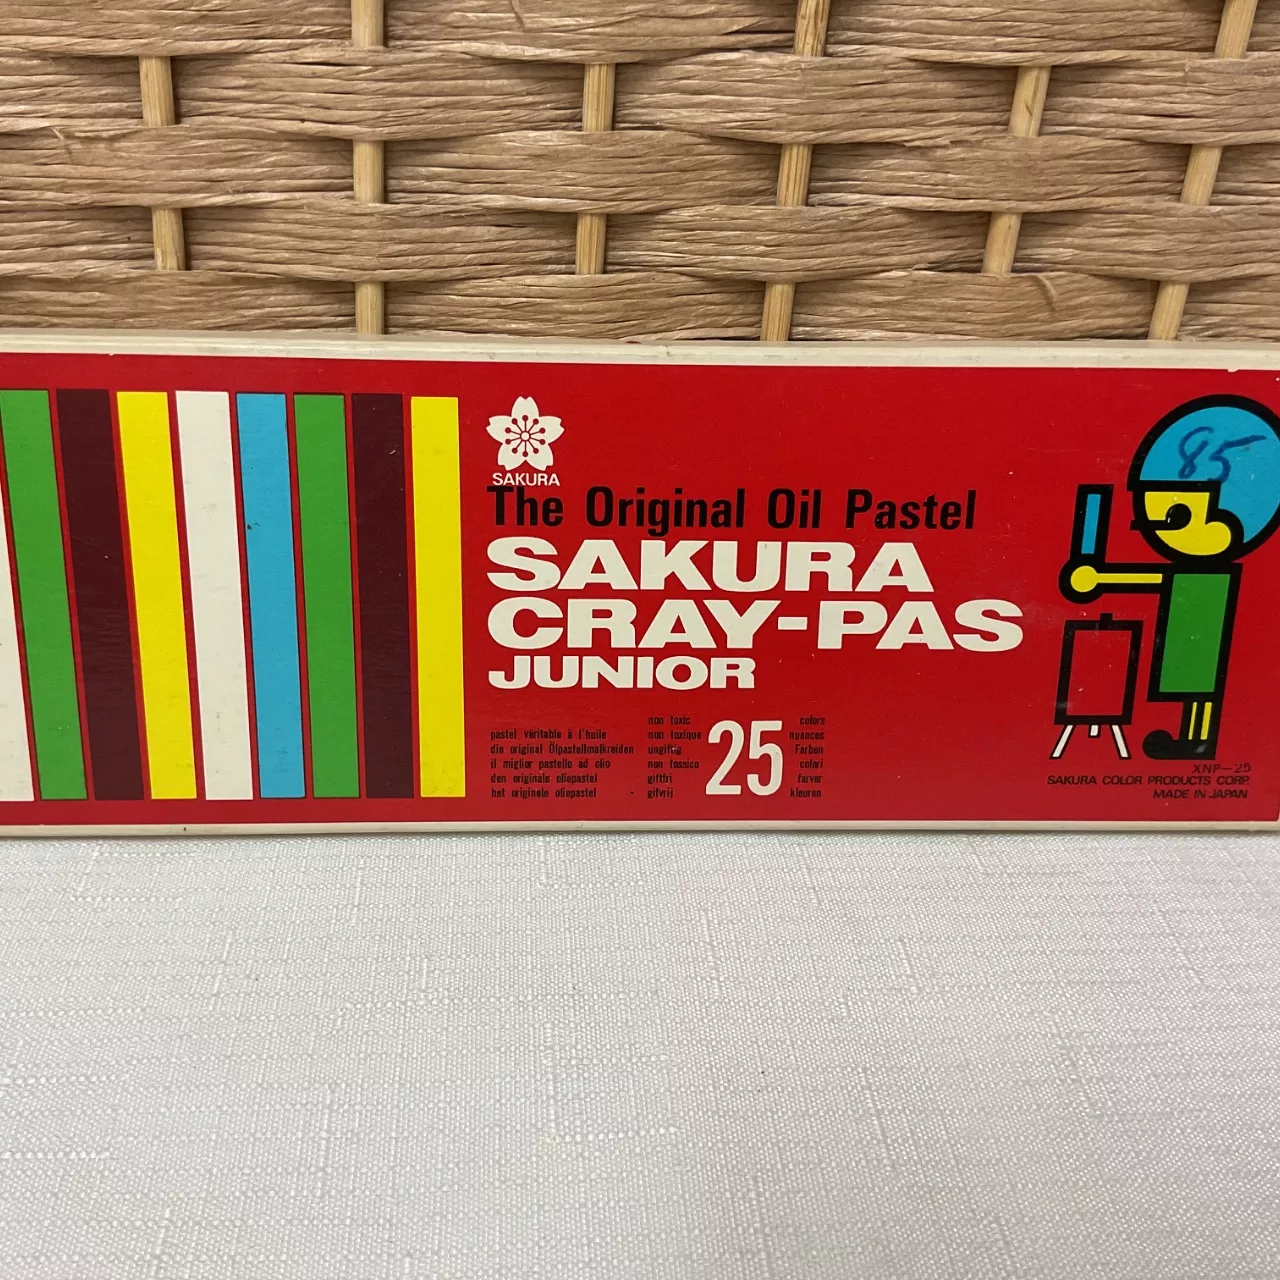 SAKURA
The Original Oil Pastel
SAKURA
CRAY-PAS
JUNIOR
pastel véritable à l'huile
die original Ölpastellmalkreiden
il miglior pastello ad olio
den originale oliepastel
het originele oliepastel -
non toxic
non toxique
ungiftig
non tossico
giftfri
gifvrij
25
colors
nuances
Farben
colori
farver
kleuren
85
XNP-25
SAKURA COLOR PRODUCTS CORP.
MADE IN JAPAN